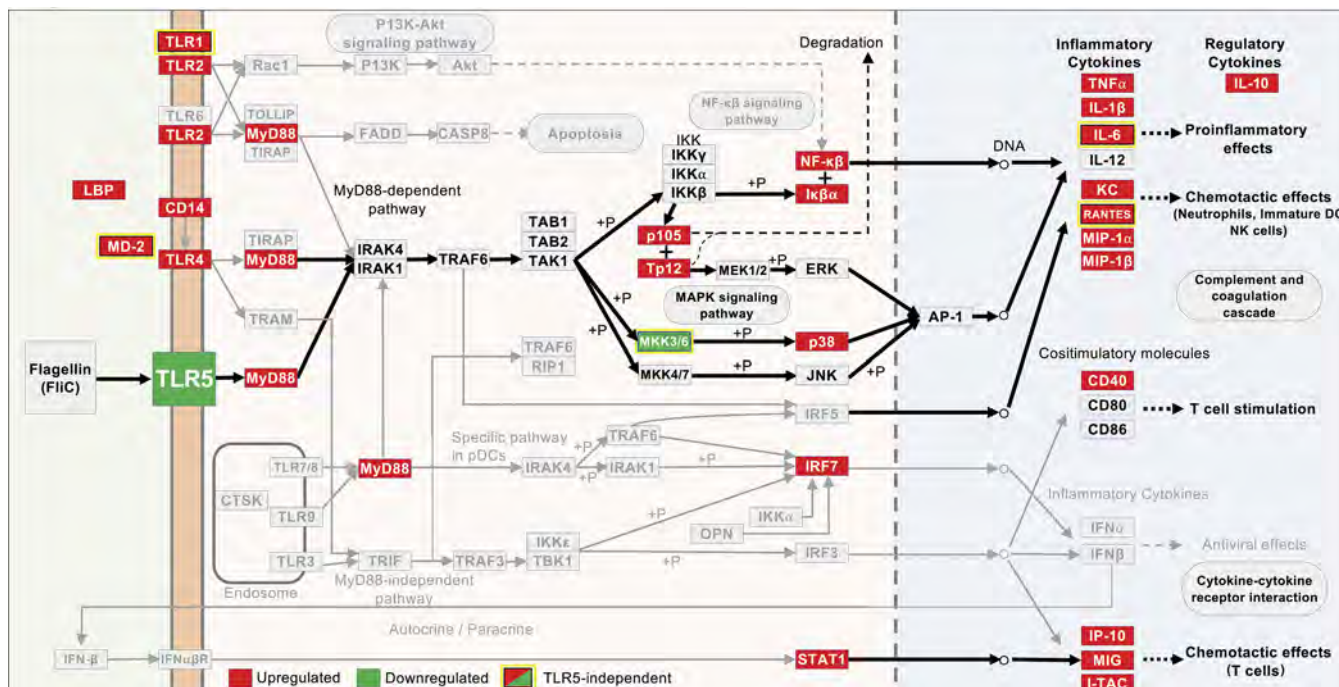 P13K-Akt
signaling pathway
TLR1
TLR2
Rac1
P13K
Akt
Degradation
Inflammatory
Cytokines
Regulatory
Cytokines
TNFα
IL-10
IL-1β
TLR6
TLR2
TOLLIP
MyD88
TIRAP
FADD
CASP8
Apoptosia
NF-κβ signaling
pathway
IKK
IKKγ
IKKα
IKKβ
+P
NF-κβ
+
Iκβα
DNA
IL-6
IL-12
Proinflammatory
effects
LBP
CD14
MD-2
TLR4
MyD88-dependent
pathway
TIRAP
MyD88
IRAK4
IRAK1
TRAF6
TAB1
TAB2
TAK1
+P
p105
+
Tp12
MEK1/2
+P
ERK
KC
RANTES
MIP-1α
MIP-1β
Chemotactic effects
(Neutrophils, Immature DC
NK cells)
TRAM
+P
+P
MAPK signaling
pathway
AP-1
Complement and
coagulation
cascade
MKK3/6
+P
p38
TRAF6
RIP1
MKK4/7
+P
JNK
+P
Flagellin
(FliC)
TLR5
MyD88
Cositimulatory molecules
CD40
CD80
CD86
T cell stimulation
IRF5
Specific pathway
in pDCs
TRAF6
+P
TLR7/8
MyD88
IRAK4
+P
IRAK1
+P
IRF7
CTSK
TLR9
IKKα
OPN
Inflammatory Cytokines
IFNα
IFNβ
Antiviral effects
+P
TLR3
TRIF
TRAF3
IKKε
TBK1
+P
IRF3
Endosome
MyD88-independent
pathway
Cytokine-cytokine
receptor interaction
Autocrine / Paracrine
IFN-β
IFNαβR
STAT1
IP-10
MIG
I-TAC
Chemotactic effects
(T cells)
Upregulated
Downregulated
TLR5-independent